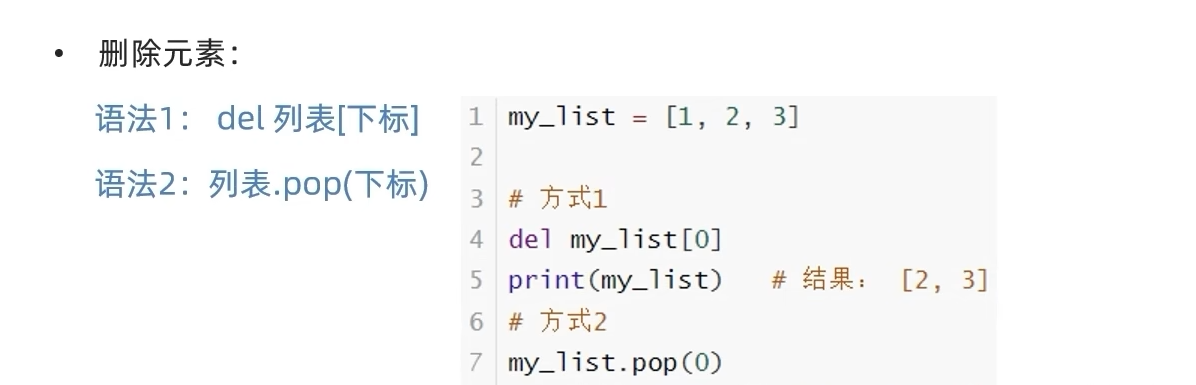 • 删除元素：
语法1： del 列表[下标]
语法2：列表.pop(下标)
1 my_list = [1, 2, 3]
2
3 # 方式1
4 del my_list[0]
5 print(my_list)   # 结果： [2, 3]
6 # 方式2
7 my_list.pop(0)